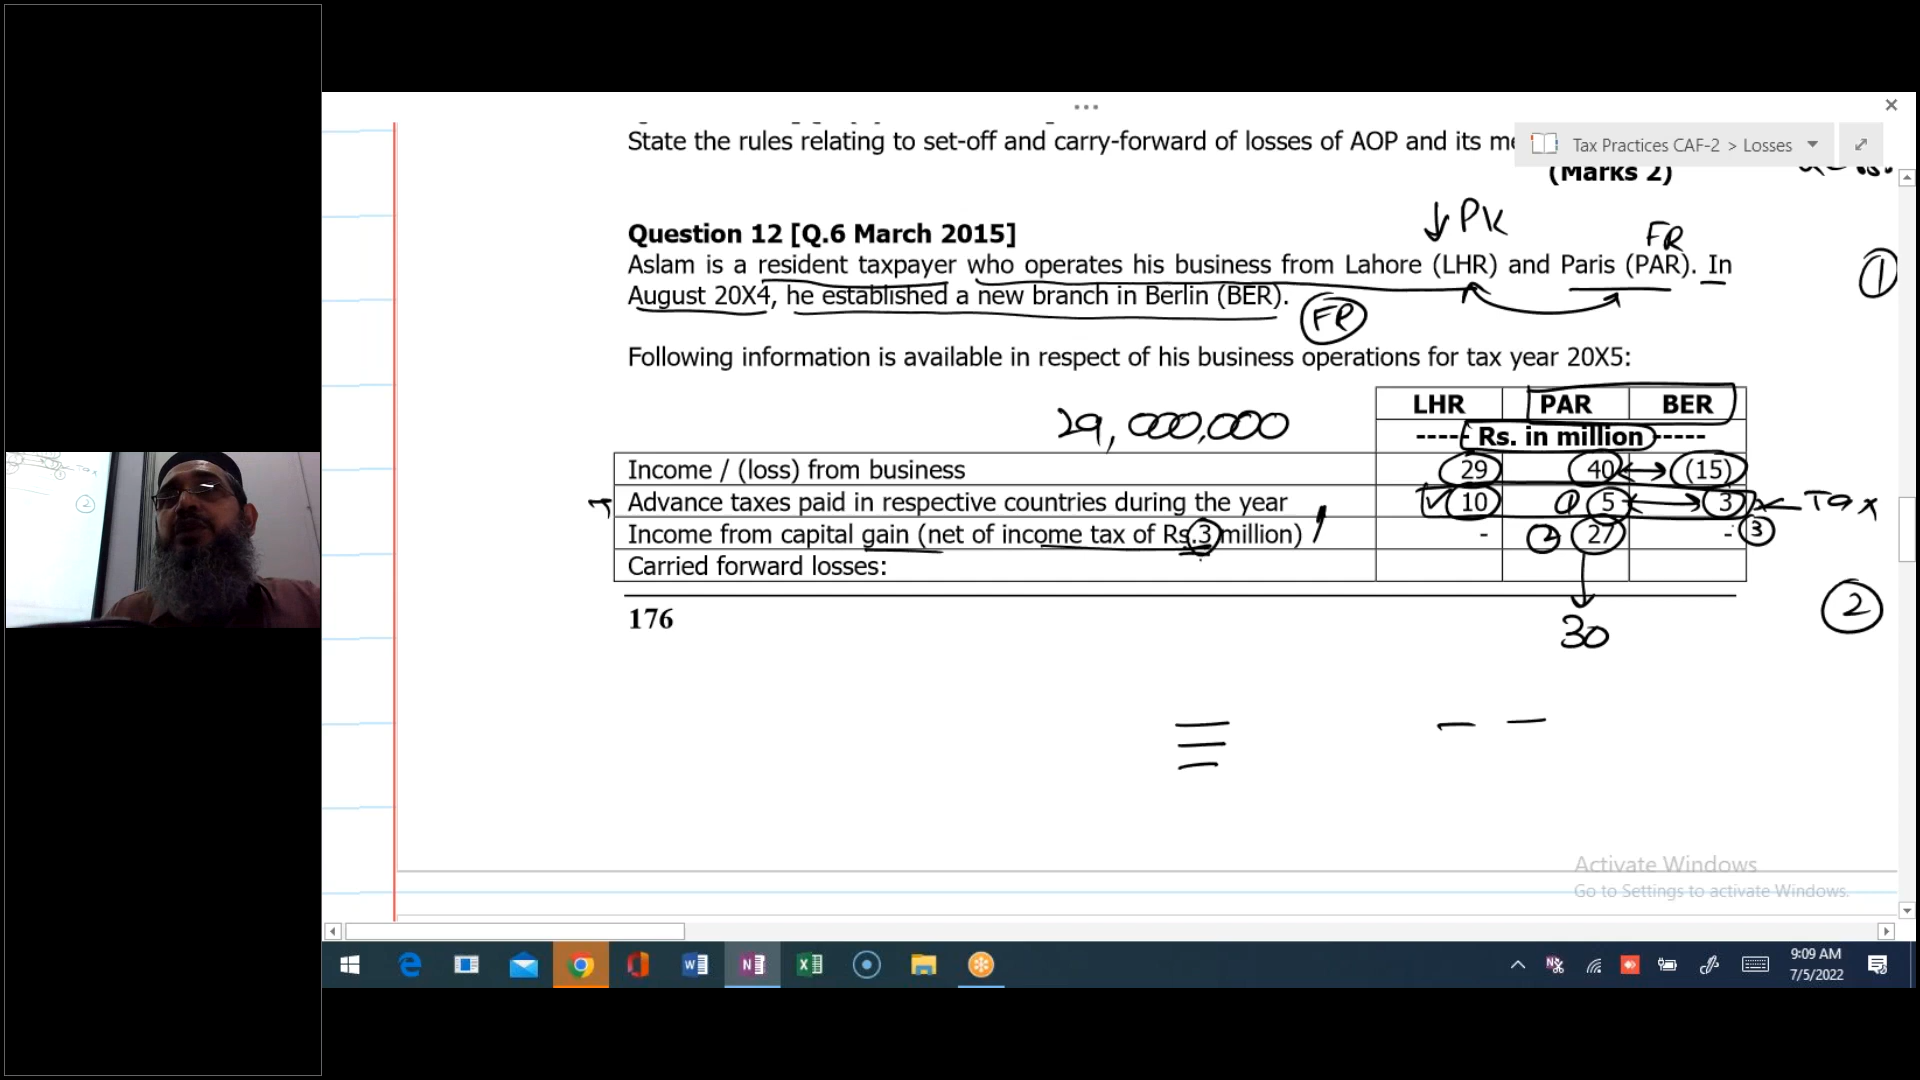 State the rules relating to set-off and carry-forward of losses of AOP and its
Tax Practices CAF-2 > Losses
(Marks 2)
↓ PK
FR
Question 12 [Q.6 March 2015]
Aslam is a resident taxpayer who operates his business from Lahore (LHR) and Paris (PAR). In
August 20X4, he established a new branch in Berlin (BER).
1
FR
Following information is available in respect of his business operations for tax year 20X5:
29,000,000
LHR PAR BER
----- Rs. in million -----
Income / (loss) from business 29 40 (15)
Advance taxes paid in respective countries during the year 10 1 5 3 Tax
Income from capital gain (net of income tax of Rs.3 million) - 2 27 - 3
Carried forward losses:
176
30
2
Activate Windows
Go to Settings to activate Windows.
9:09 AM
7/5/2022